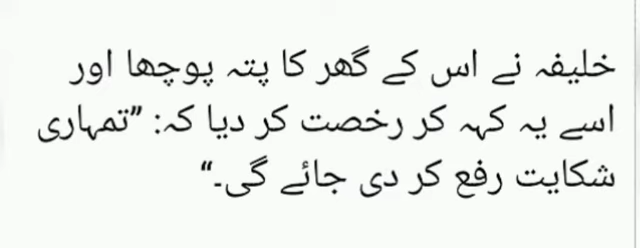 خلیفہ نے اس کے گھر کا پتہ پوچھا اور
اسے یہ کہہ کر رخصت کر دیا کہ: ”تمہاری
شکایت رفع کر دی جائے گی۔“